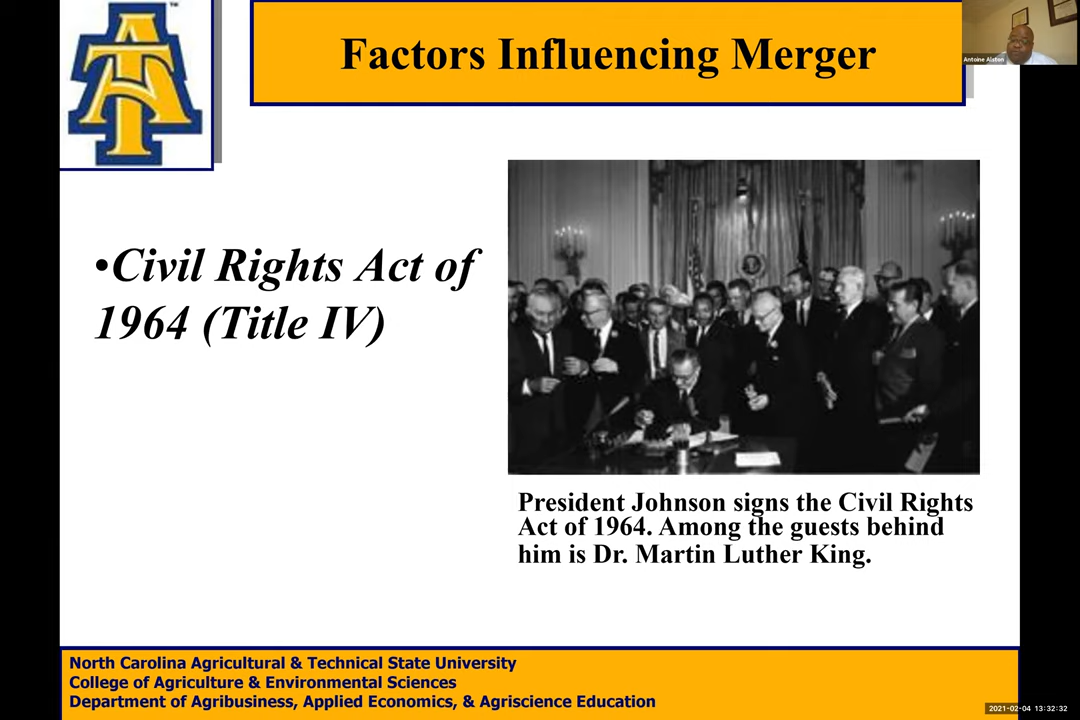 ™
Factors Influencing Merger
Antoine Alston
•Civil Rights Act of
1964 (Title IV)
President Johnson signs the Civil Rights
Act of 1964. Among the guests behind
him is Dr. Martin Luther King.
North Carolina Agricultural & Technical State University
College of Agriculture & Environmental Sciences
Department of Agribusiness, Applied Economics, & Agriscience Education
2021-02-04 13:32:32